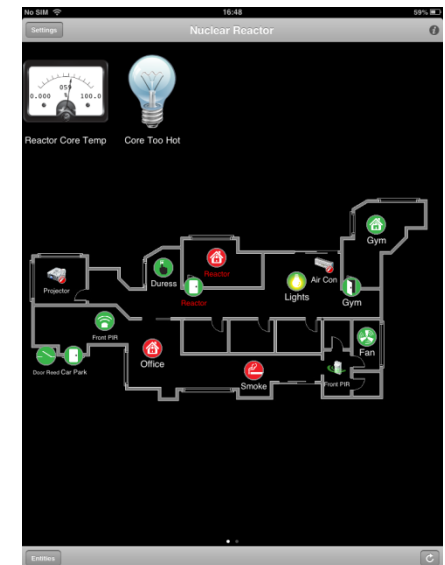 No SIM 16:48 59%
Settings Nuclear Reactor
059
0.000 % 100.0
Reactor Core Temp Core Too Hot
Gym
Reactor
Duress
Air Con
Projector
Reactor
Lights
Gym
Front PIR
Fan
Office
Door Reed Car Park
Smoke
Front PIR
Entities